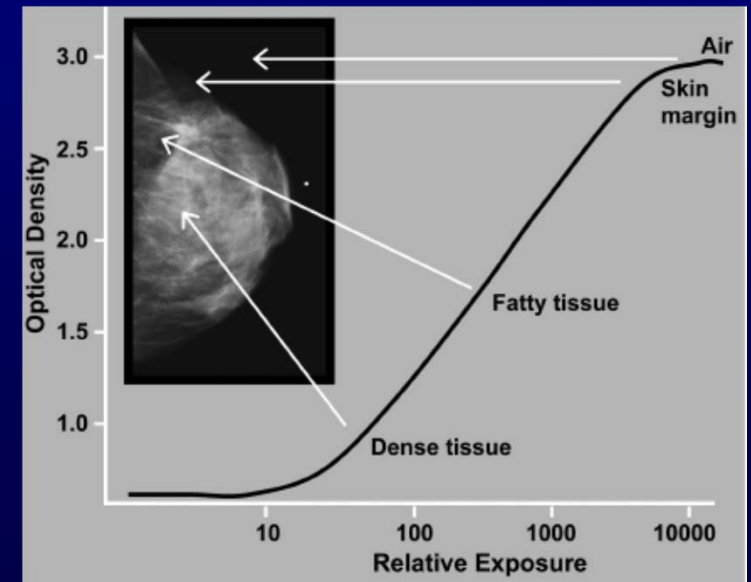 3.0
2.5
2.0
1.5
1.0
Optical Density
Air
Skin
margin
Fatty tissue
Dense tissue
10
100
1000
10000
Relative Exposure